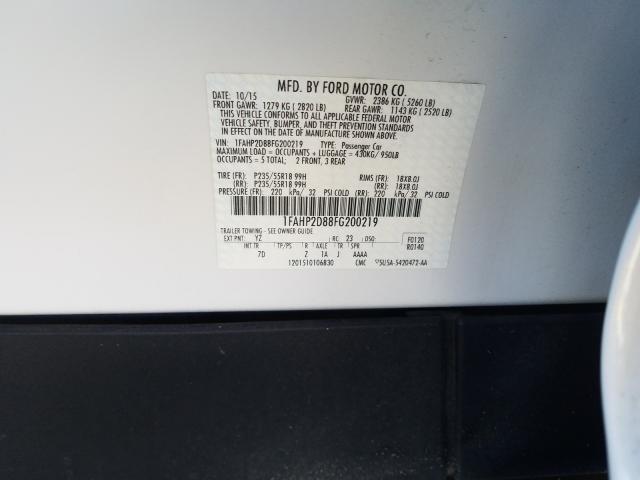 MFD. BY FORD MOTOR CO.
DATE: 10/15 GVWR: 2386 KG ( 5260 LB)
FRONT GAWR: 1279 KG ( 2820 LB) REAR GAWR: 1143 KG ( 2520 LB)
THIS VEHICLE CONFORMS TO ALL APPLICABLE FEDERAL MOTOR
VEHICLE SAFETY, BUMPER, AND THEFT PREVENTION STANDARDS
IN EFFECT ON THE DATE OF MANUFACTURE SHOWN ABOVE.
VIN: 1FAHP2D88FG200219 TYPE: Passenger Car
MAXIMUM LOAD = OCCUPANTS + LUGGAGE = 430KG/ 950LB
OCCUPANTS = 5 TOTAL; 2 FRONT, 3 REAR
TIRE (FR): P235/55R18 99H RIMS (FR): 18X8.0J
(RR): P235/55R18 99H (RR): 18X8.0J
PRESSURE (FR): 220 kPa/ 32 PSI COLD (RR): 220 kPa/ 32 PSI COLD
1FAHP2D88FG200219
TRAILER TOWING - SEE OWNER GUIDE
EXT PNT: YZ RC: 23 DSO: F0120
INT TR TP/PS R AXLE TR SPR R0140
7D Z 1A J AAAA
1201510106830 CMC 5U5A-5420472-AA